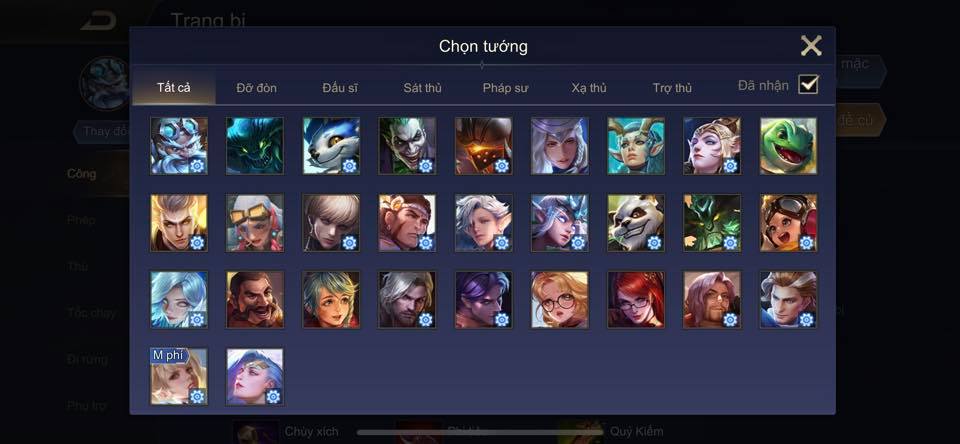 Trang bị
Chọn tướng
Tất cả
Đỡ đòn
Đấu sĩ
Sát thủ
Pháp sư
Xạ thủ
Trợ thủ
Đã nhận
mặc
Thay đổi
đề cử
Công
Phép
Thủ
Tốc chạy
Đi rừng
M phí
Phụ trợ
Chùy xích
Quỷ Kiếm